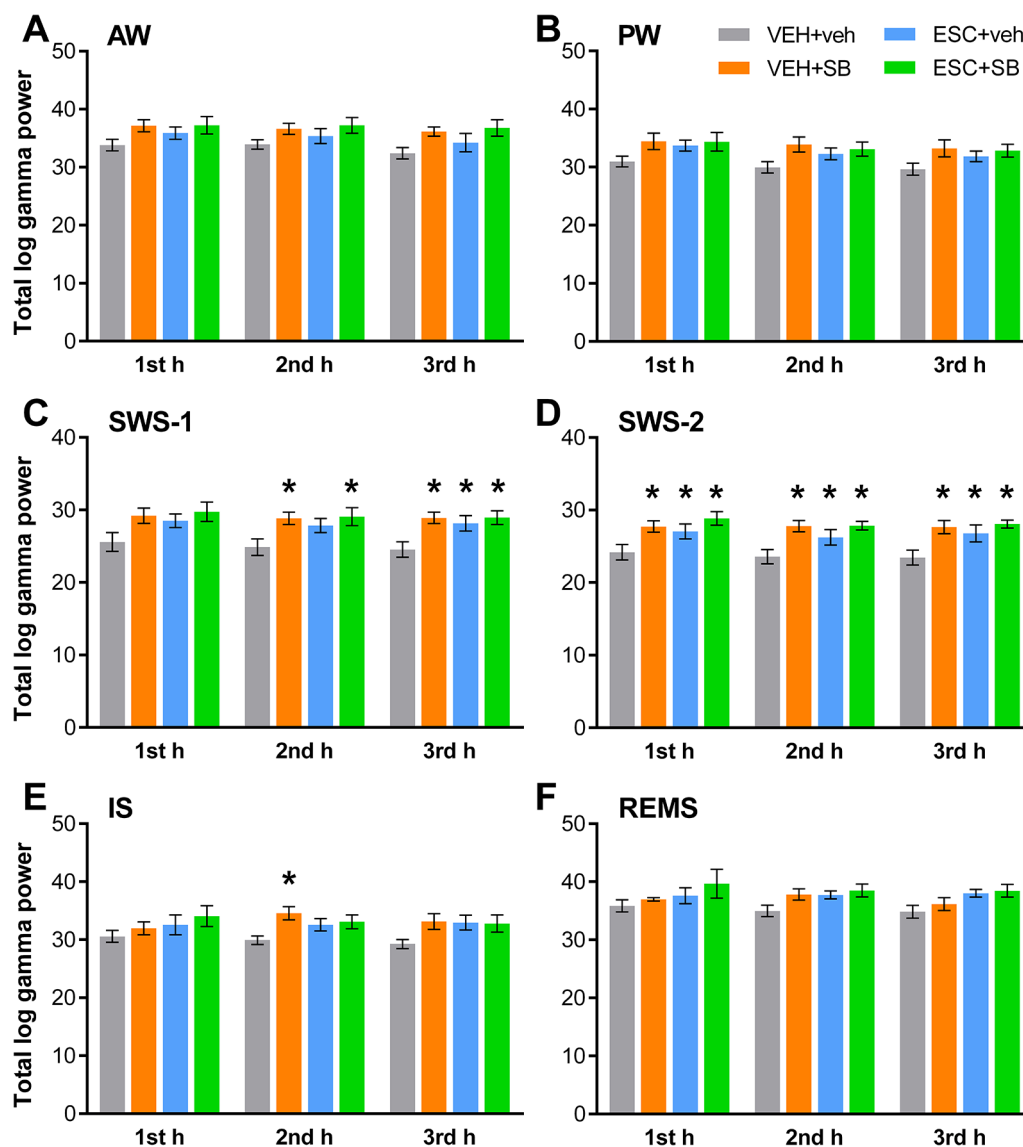 A AW
50
40
30
20
10
0
Total log gamma power
1st h 2nd h 3rd h
B PW
VEH+veh ESC+veh
VEH+SB ESC+SB
50
40
30
20
10
0
1st h 2nd h 3rd h
C SWS-1
40
30
20
10
0
Total log gamma power
* * * * *
1st h 2nd h 3rd h
D SWS-2
40
30
20
10
0
* * * * * * * * *
1st h 2nd h 3rd h
E IS
50
40
30
20
10
0
Total log gamma power
*
1st h 2nd h 3rd h
F REMS
50
40
30
20
10
0
1st h 2nd h 3rd h